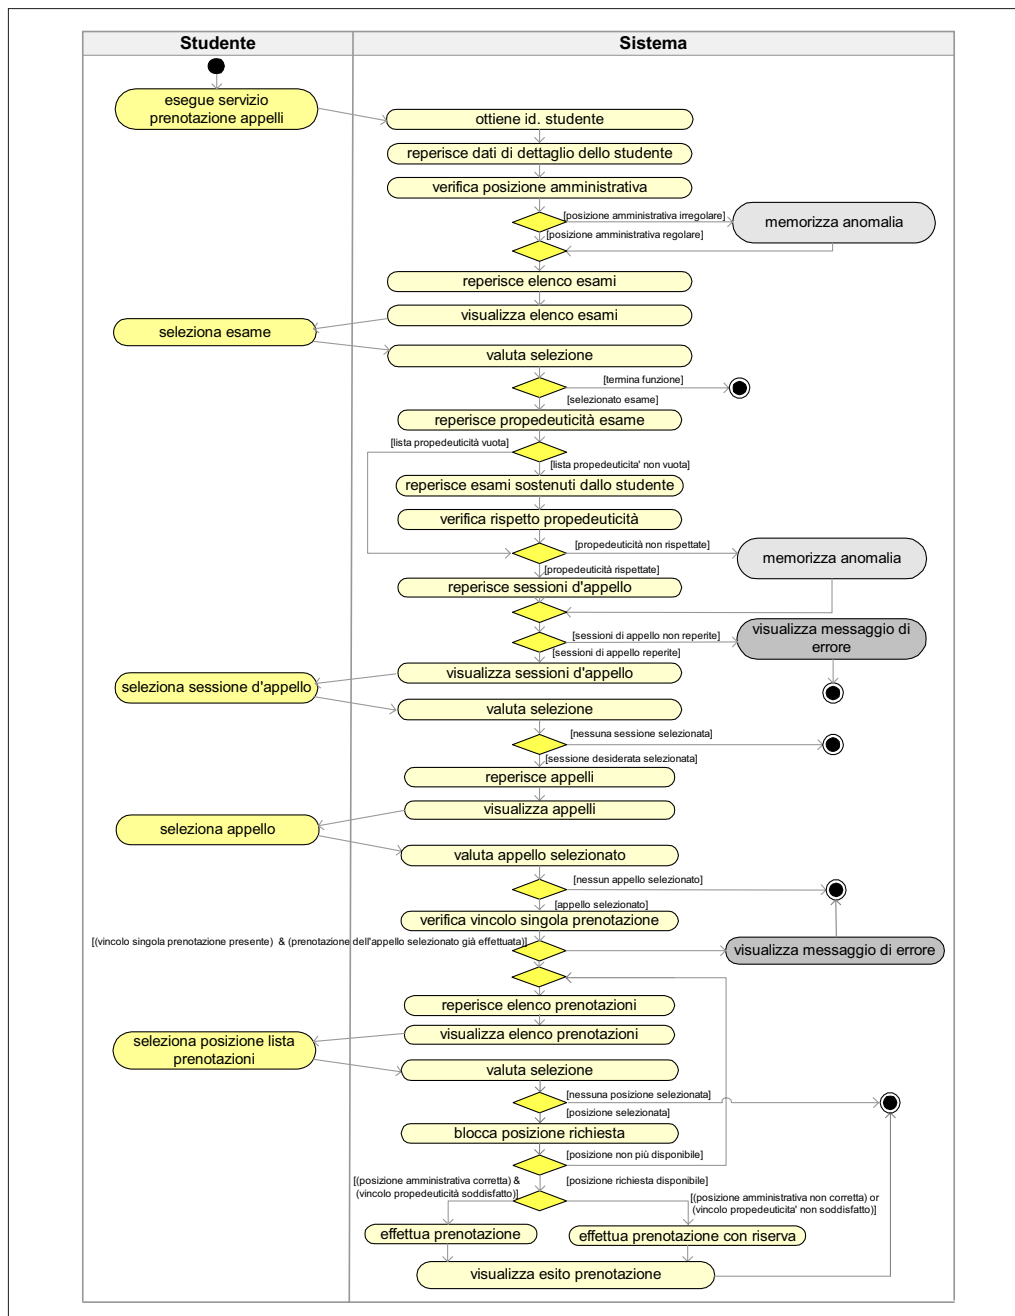 Studente
Sistema
esegue servizio
prenotazione appelli
ottiene id. studente
reperisce dati di dettaglio dello studente
verifica posizione amministrativa
[posizione amministrativa irregolare]
memorizza anomalia
[posizione amministrativa regolare]
reperisce elenco esami
visualizza elenco esami
seleziona esame
valuta selezione
[termina funzione]
[selezionato esame]
reperisce propedeuticità esame
[lista propedeuticità vuota]
[lista propedeuticita' non vuota]
reperisce esami sostenuti dallo studente
verifica rispetto propedeuticità
[propedeuticità non rispettate]
memorizza anomalia
[propedeuticità rispettate]
reperisce sessioni d'appello
[sessioni di appello non reperite]
visualizza messaggio di
errore
[sessioni di appello reperite]
visualizza sessioni d'appello
seleziona sessione d'appello
valuta selezione
[nessuna sessione selezionata]
[sessione desiderata selezionata]
reperisce appelli
visualizza appelli
seleziona appello
valuta appello selezionato
[nessun appello selezionato]
[appello selezionato]
verifica vincolo singola prenotazione
[(vincolo singola prenotazione presente) & (prenotazione dell'appello selezionato già effettuata)]
visualizza messaggio di errore
reperisce elenco prenotazioni
visualizza elenco prenotazioni
seleziona posizione lista
prenotazioni
valuta selezione
[nessuna posizione selezionata]
[posizione selezionata]
blocca posizione richiesta
[posizione non più disponibile]
[(posizione amministrativa corretta) &
(vincolo propedeuticità soddisfatto)]
[posizione richiesta disponibile]
[(posizione amministrativa non corretta) or
(vincolo propedeuticita' non soddisfatto)]
effettua prenotazione
effettua prenotazione con riserva
visualizza esito prenotazione